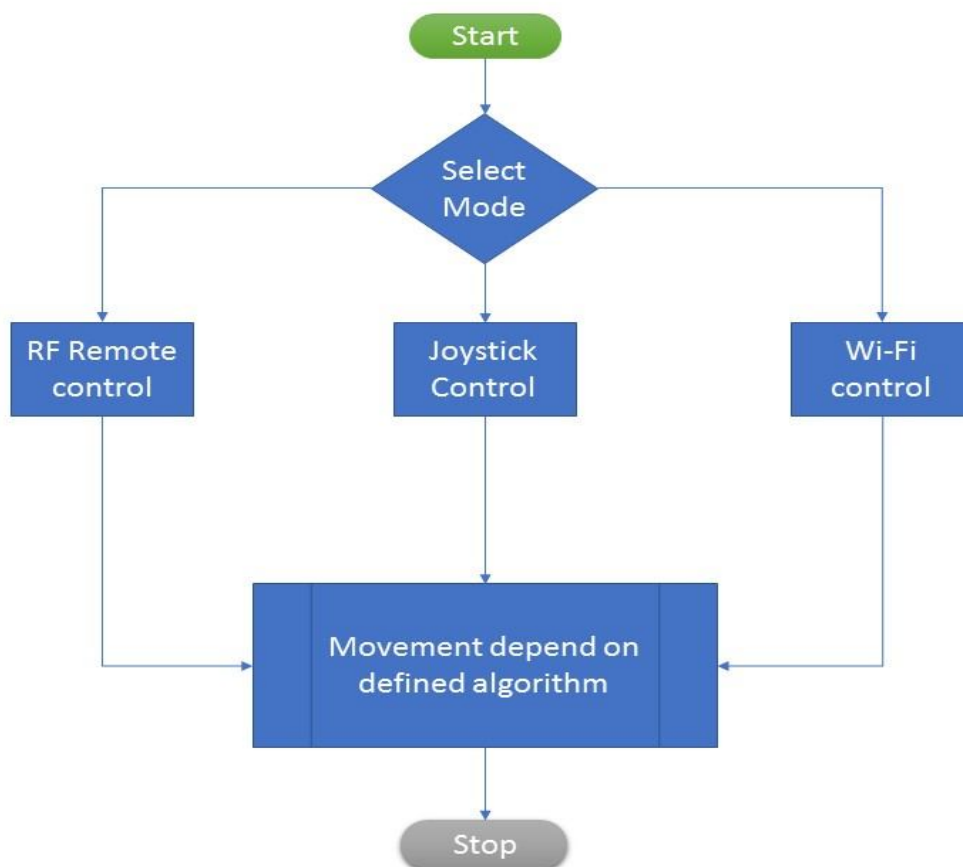 Start
Select
Mode
RF Remote
control
Joystick
Control
Wi-Fi
control
Movement depend on
defined algorithm
Stop